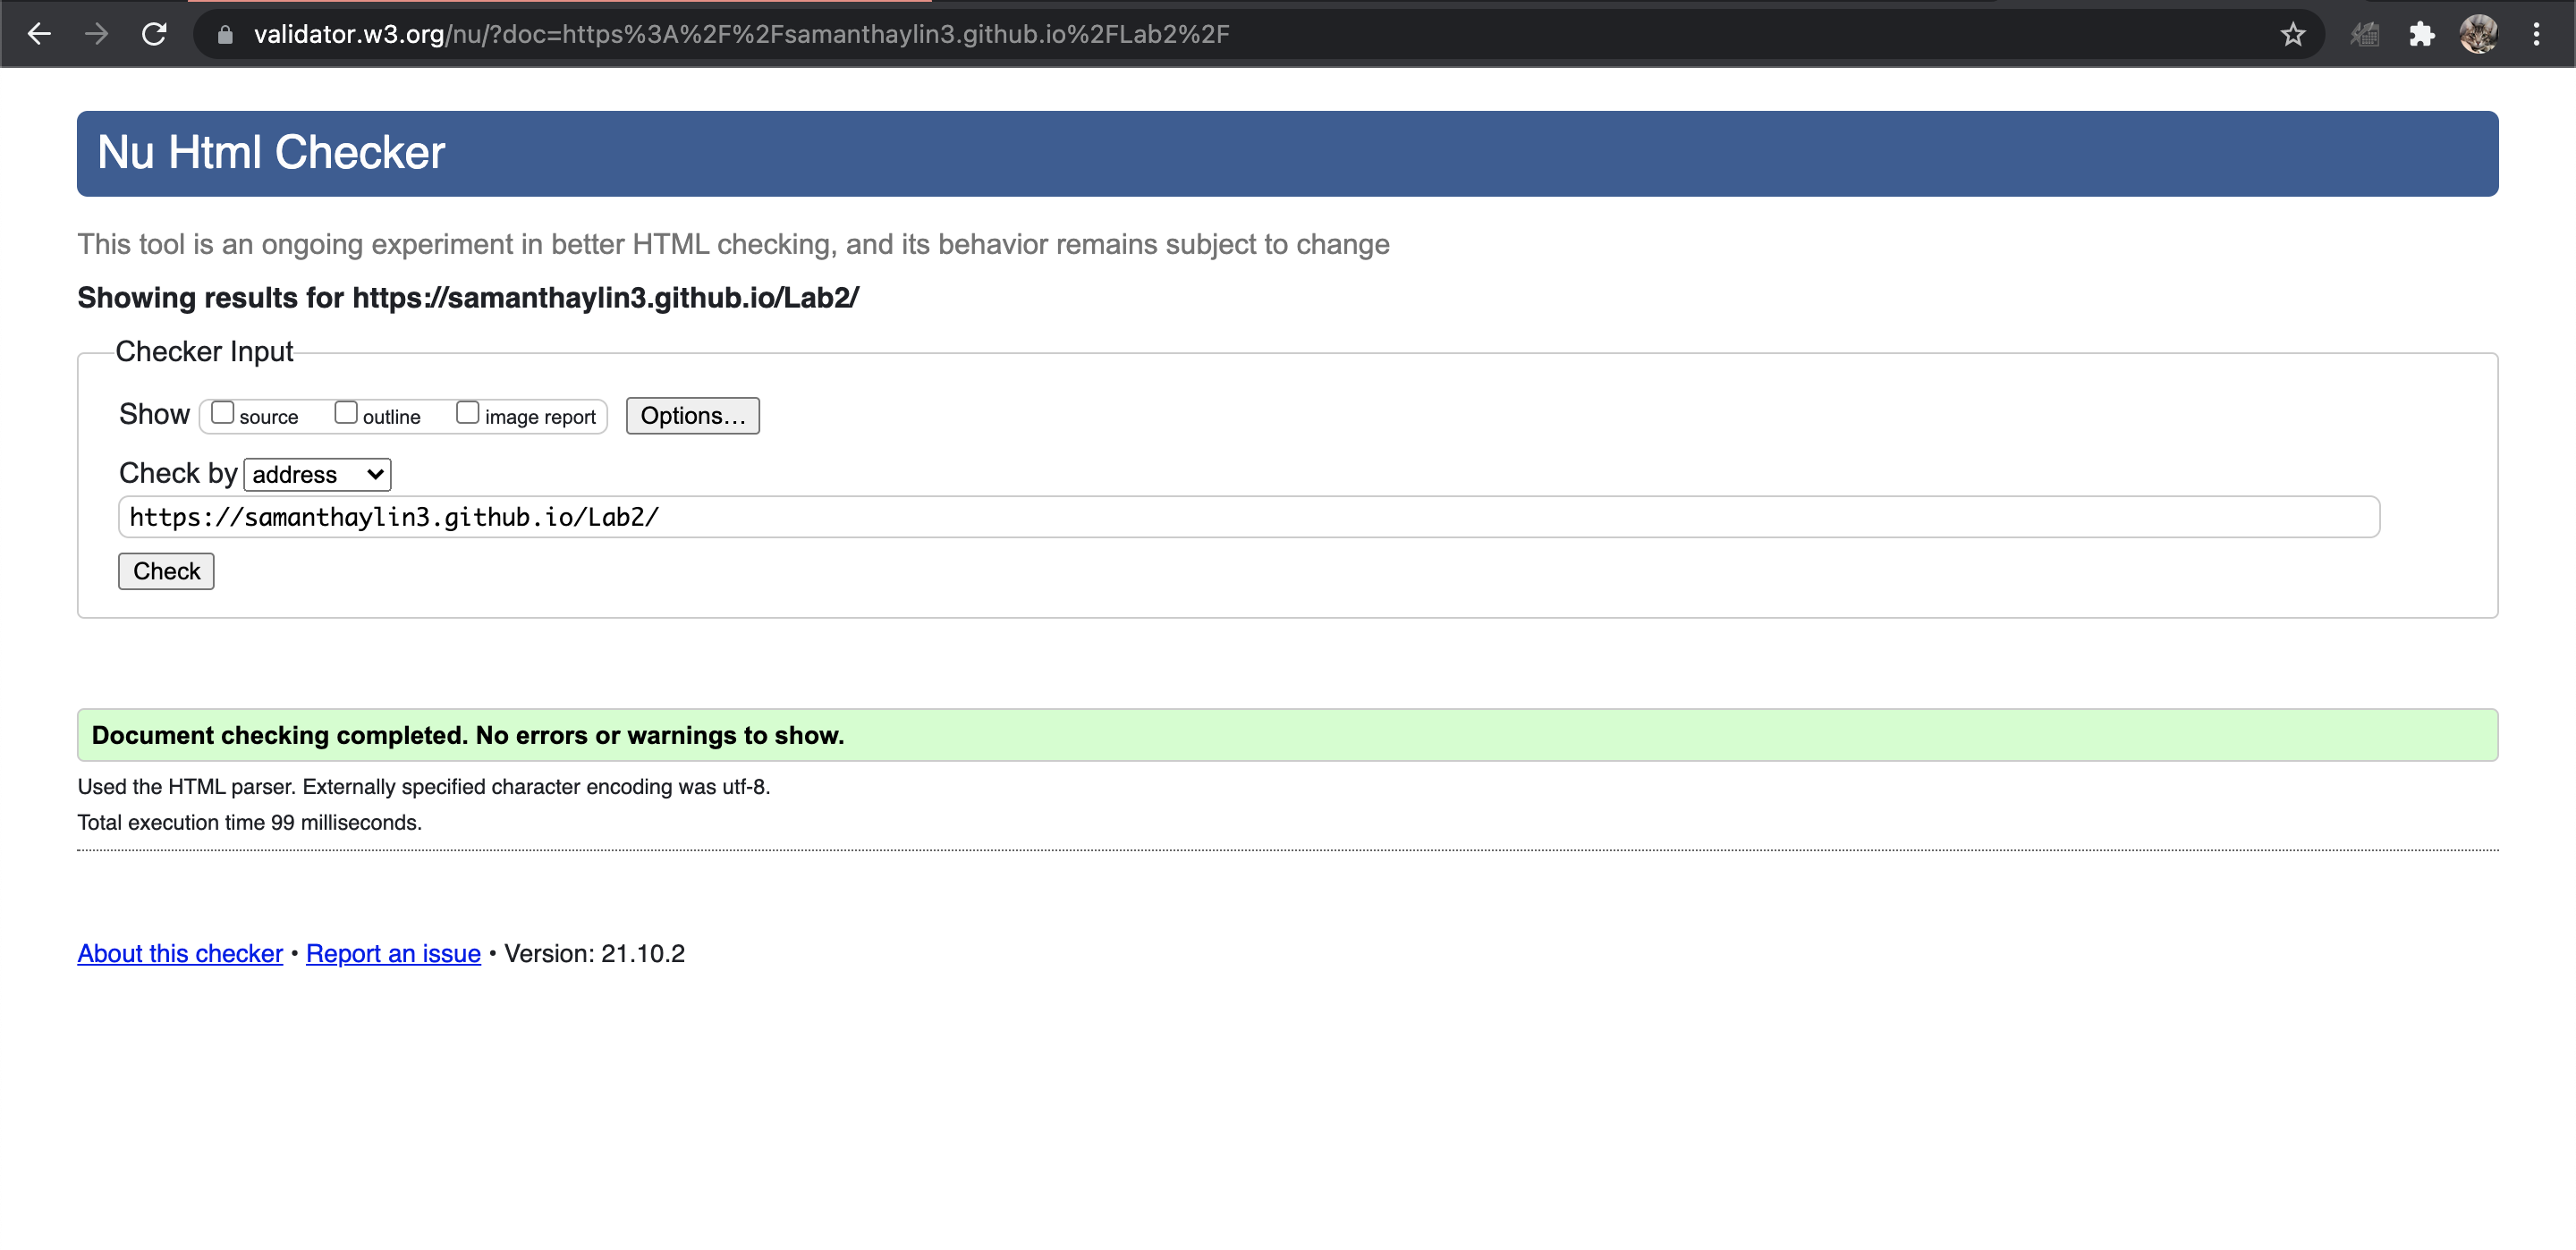 validator.w3.org/nu/?doc=https%3A%2F%2Fsamanthaylin3.github.io%2FLab2%2F
Nu Html Checker
This tool is an ongoing experiment in better HTML checking, and its behavior remains subject to change
Showing results for https://samanthaylin3.github.io/Lab2/
Checker Input
Show source outline image report Options…
Check by address
https://samanthaylin3.github.io/Lab2/
Check
Document checking completed. No errors or warnings to show.
Used the HTML parser. Externally specified character encoding was utf-8.
Total execution time 99 milliseconds.
About this checker • Report an issue • Version: 21.10.2